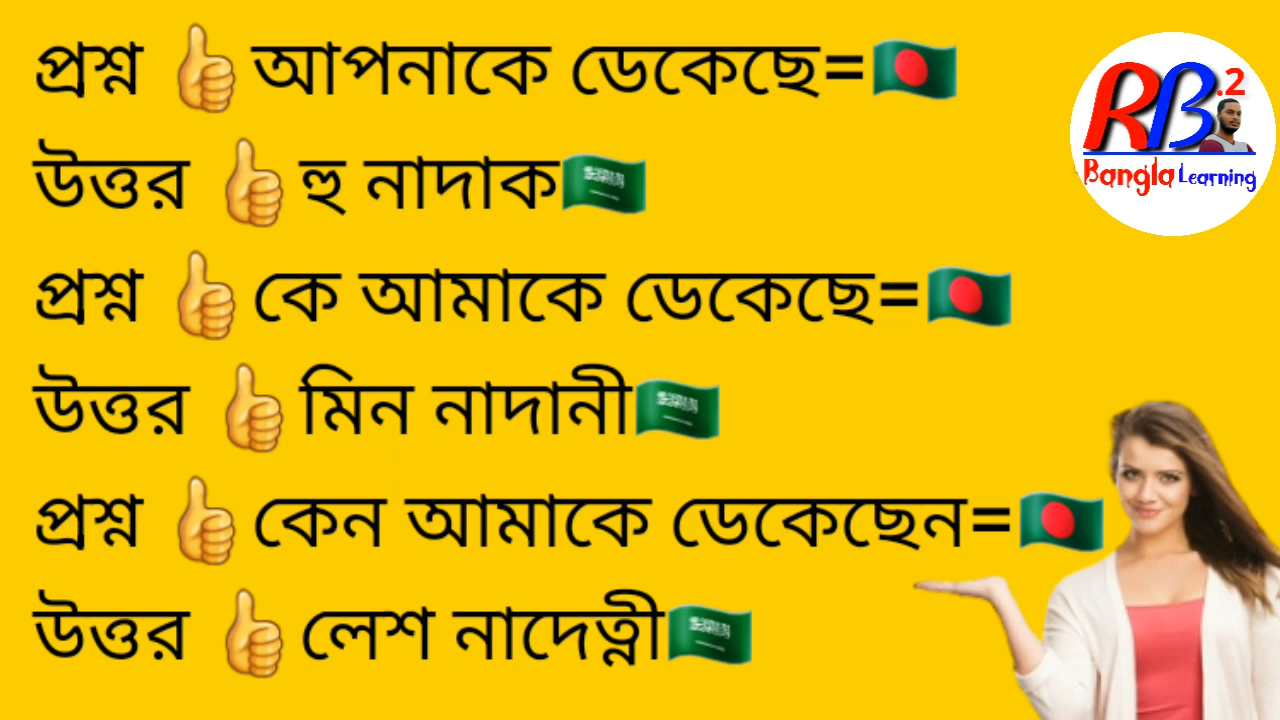 প্রশ্ন 👍আপনাকে ডেকেছে=🇧🇩
উত্তর 👍হু নাদাক🇸🇦
প্রশ্ন 👍কে আমাকে ডেকেছে=🇧🇩
উত্তর 👍মিন নাদানী🇸🇦
প্রশ্ন 👍কেন আমাকে ডেকেছেন=🇧🇩
উত্তর 👍লেশ নাদেত্নী🇸🇦
RB.2
Bangla Learning